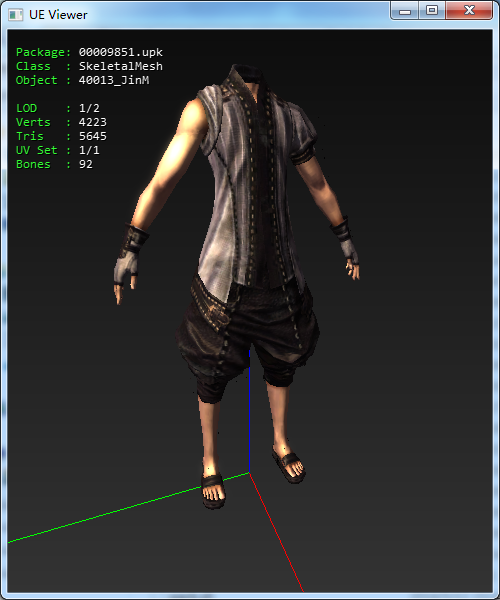 UE Viewer
Package: 00009851.upk
Class  : SkeletalMesh
Object : 40013_JinM
LOD    : 1/2
Verts  : 4223
Tris   : 5645
UV Set : 1/1
Bones  : 92